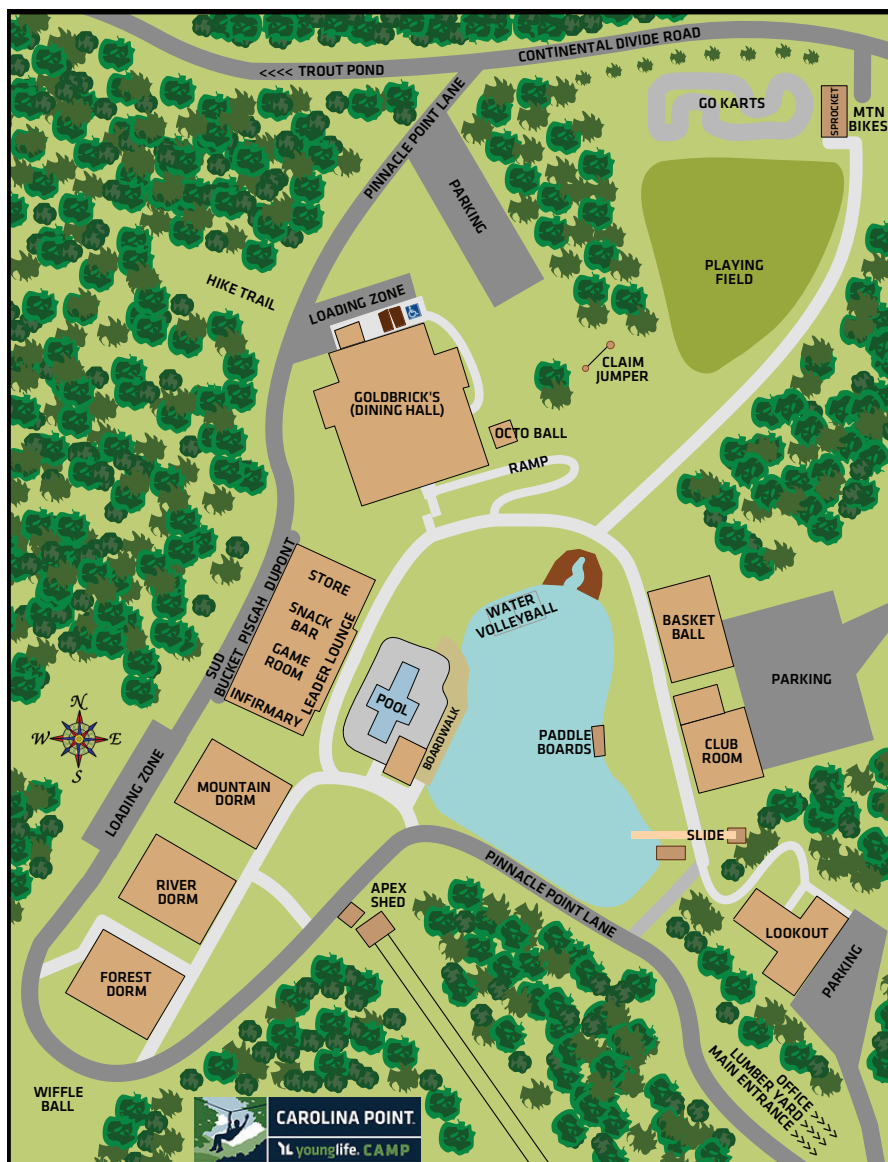 CONTINENTAL DIVIDE ROAD
<<<< TROUT POND
PINNACLE POINT LANE
GO KARTS
SPROCKET
MTN
BIKES
PARKING
PLAYING
FIELD
HIKE TRAIL
LOADING ZONE
CLAIM
JUMPER
GOLDBRICK'S
(DINING HALL)
OCTO BALL
RAMP
STORE
SNACK
BAR
GAME
ROOM
INFIRMARY
LEADER LOUNGE
SUD
BUCKET PISGAH DUPONT
WATER
VOLLEYBALL
BASKET
BALL
PARKING
POOL
BOARDWALK
PADDLE
BOARDS
CLUB
ROOM
N
W E
S
LOADING ZONE
MOUNTAIN
DORM
SLIDE
RIVER
DORM
APEX
SHED
PINNACLE POINT LANE
LOOKOUT
FOREST
DORM
PARKING
WIFFLE
BALL
OFFICE >>>>
LUMBER YARD >>>>
MAIN ENTRANCE >>>>
CAROLINA POINT
YL younglife. CAMP